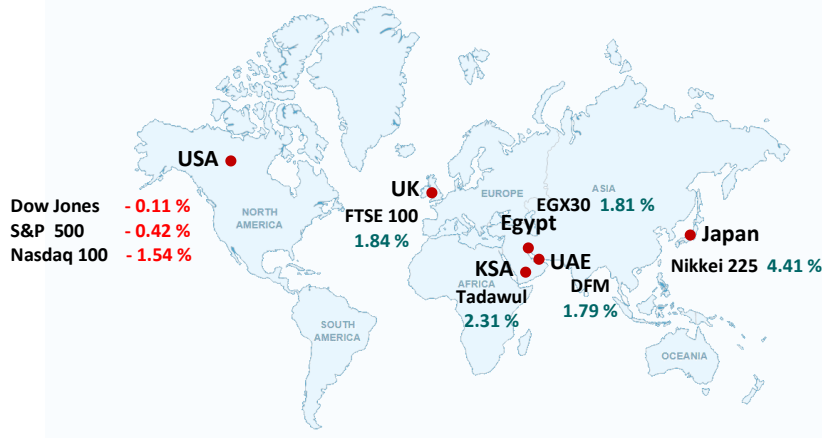 USA
Dow Jones - 0.11 %
S&P 500 - 0.42 %
Nasdaq 100 - 1.54 %
NORTH
AMERICA
SOUTH
AMERICA
UK
FTSE 100
1.84 %
EUROPE
ASIA
EGX30 1.81 %
Egypt
KSA
AFRICA
Tadawul
2.31 %
UAE
DFM
1.79 %
Japan
Nikkei 225 4.41 %
OCEANIA